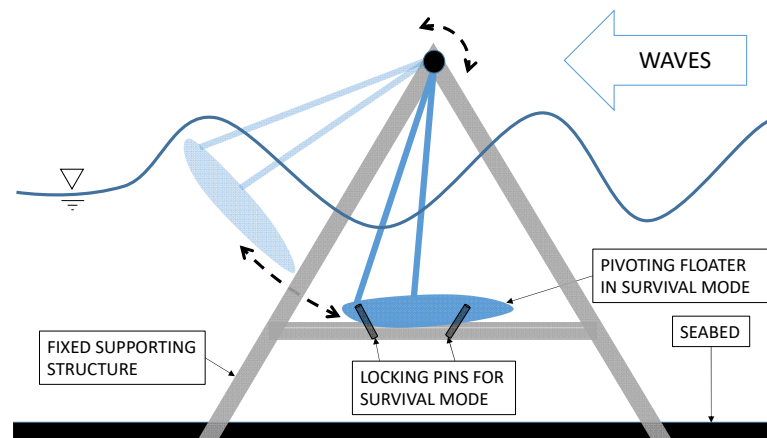 WAVES
PIVOTING FLOATER
IN SURVIVAL MODE
SEABED
FIXED SUPPORTING
STRUCTURE
LOCKING PINS FOR
SURVIVAL MODE